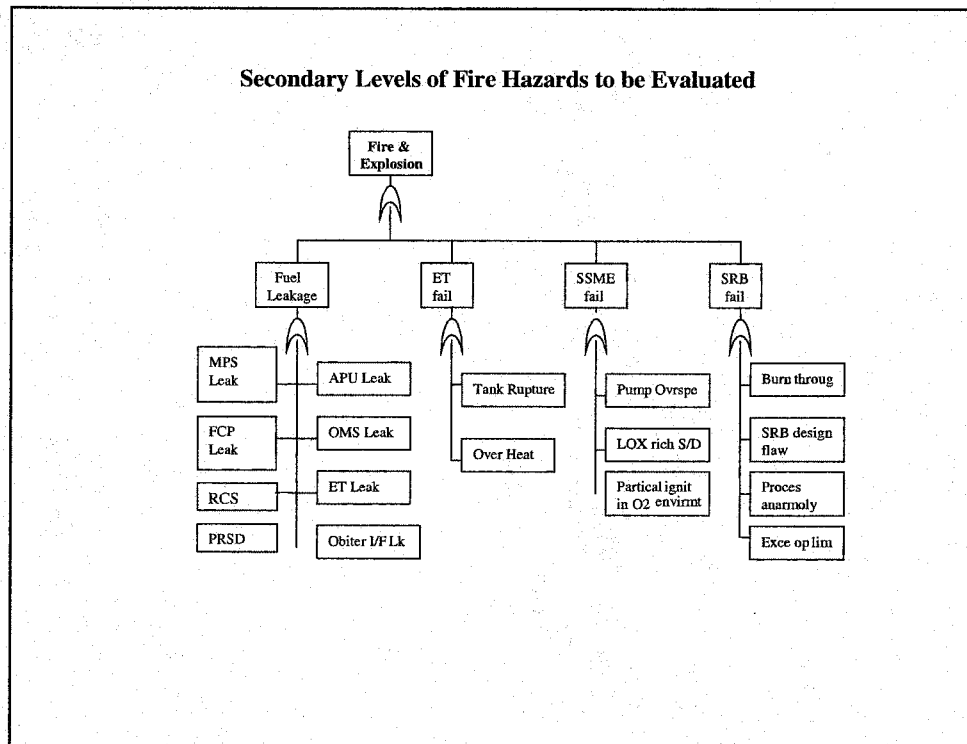 Secondary Levels of Fire Hazards to be Evaluated
Fire &
Explosion
Fuel
Leakage
ET
fail
SSME
fail
SRB
fail
MPS
Leak
APU Leak
FCP
Leak
OMS Leak
RCS
ET Leak
PRSD
Obiter I/F Lk
Tank Rupture
Over Heat
Pump Ovrspe
LOX rich S/D
Partical ignit
in O2 envirmt
Burn throug
SRB design
flaw
Proces
anarmoly
Exce op lim